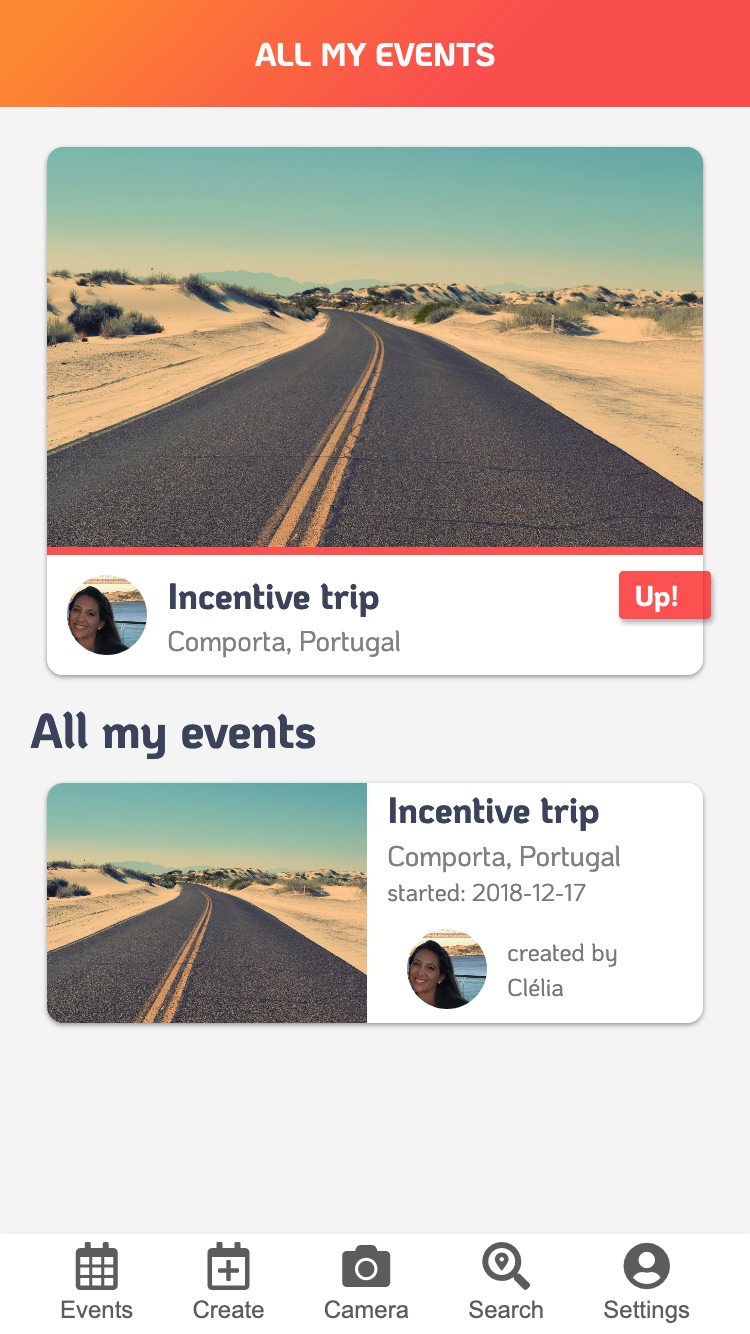 ALL MY EVENTS
Incentive trip
Up!
Comporta, Portugal
All my events
Incentive trip
Comporta, Portugal
started: 2018-12-17
created by
Clélia
Events
Create
Camera
Search
Settings